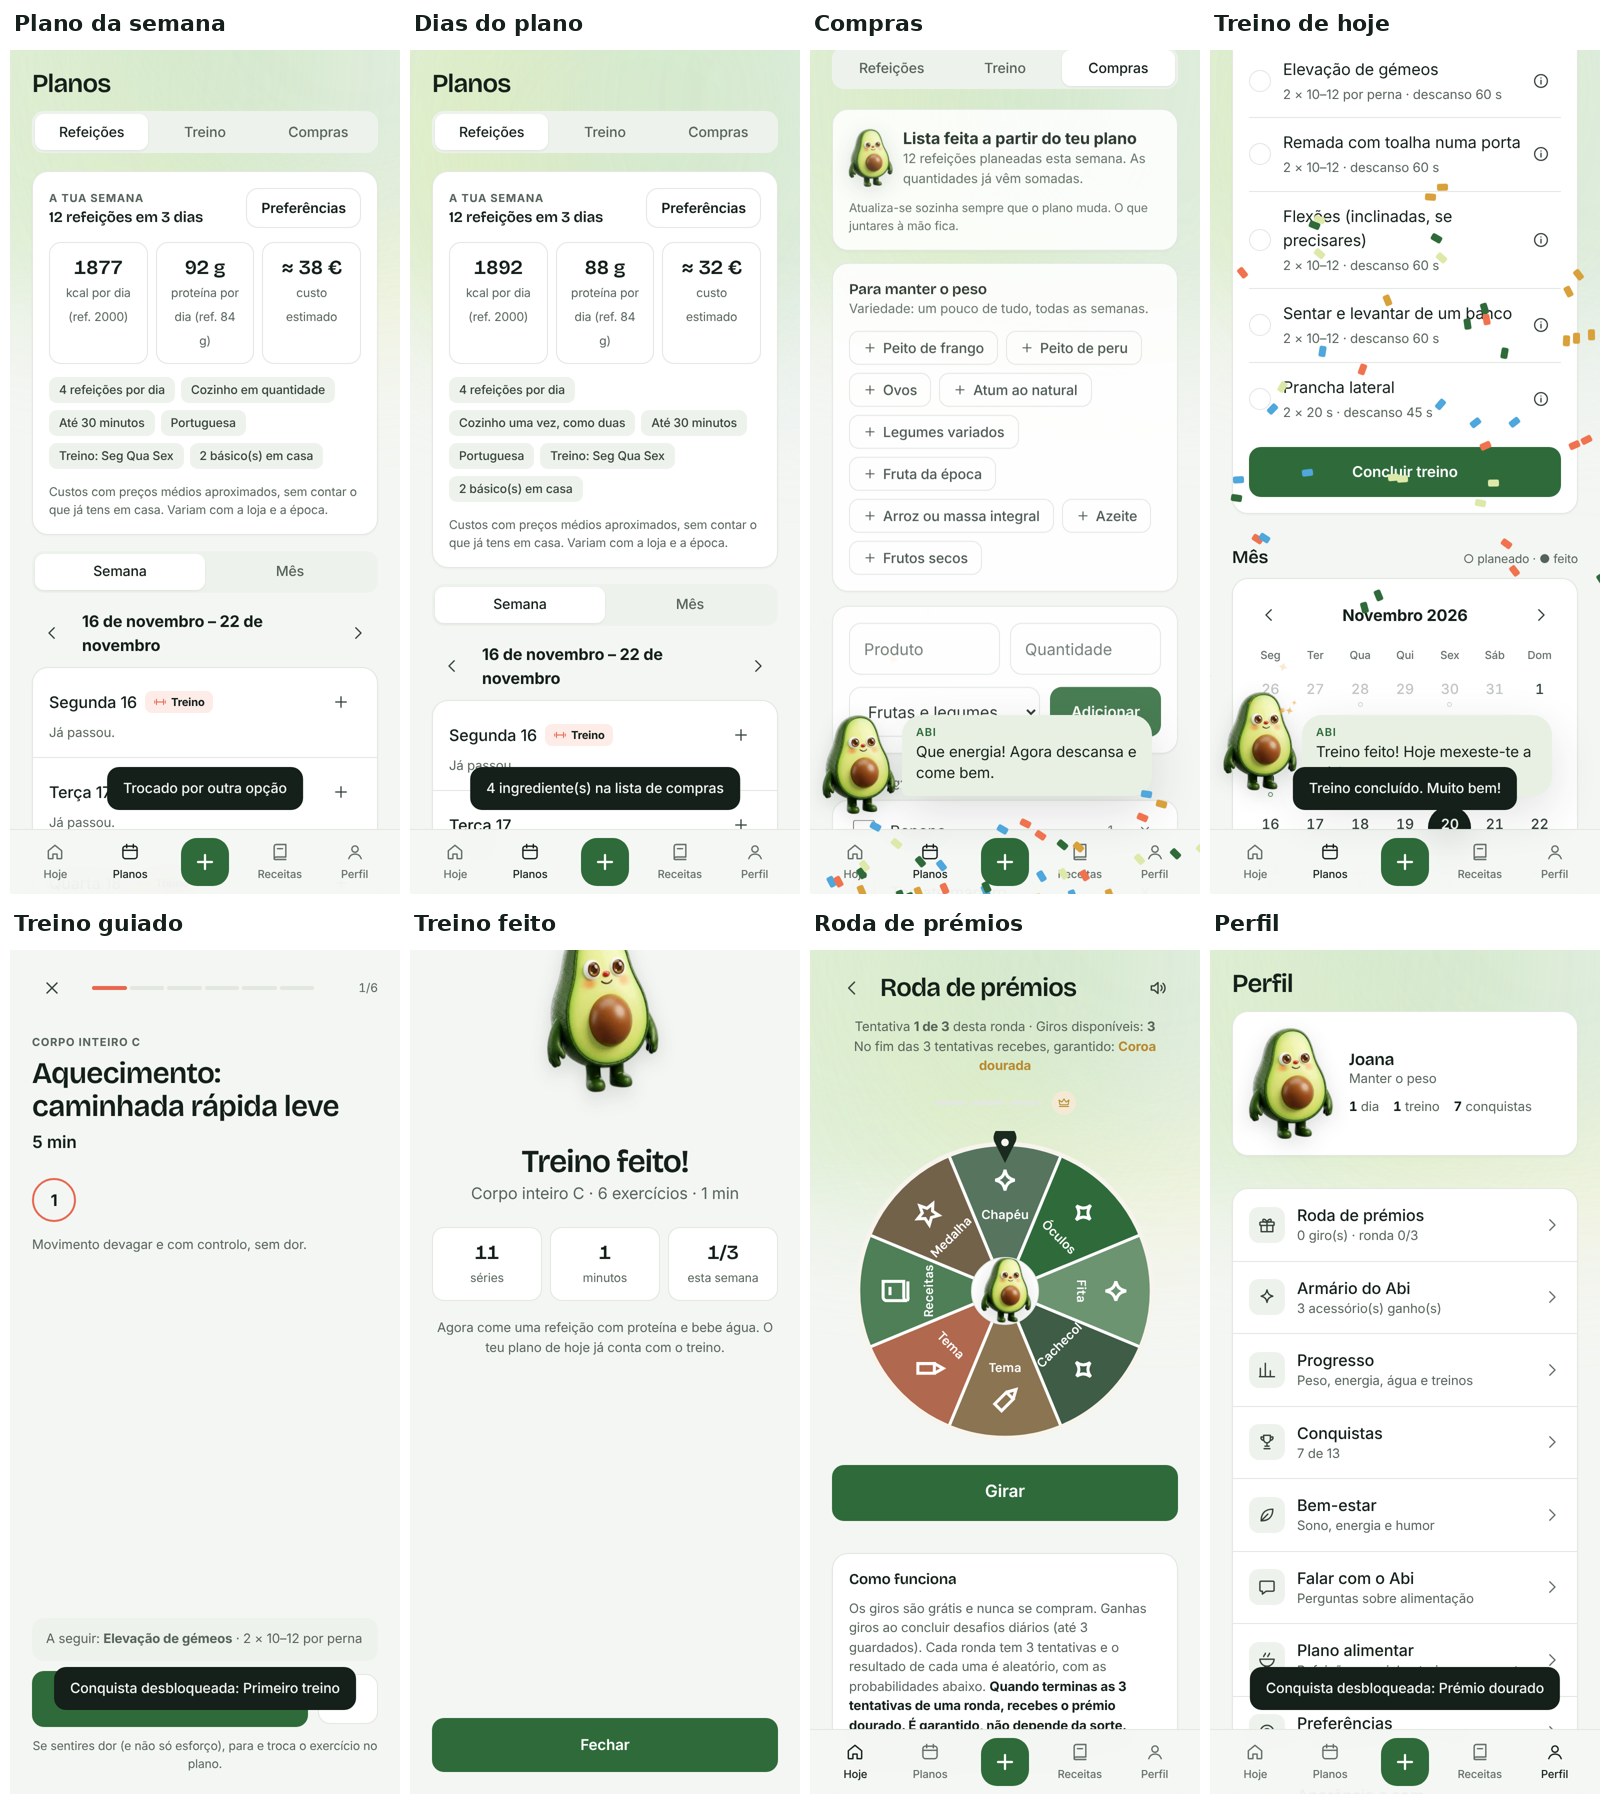 Plano da semana
Planos
Refeições
Treino
Compras
A TUA SEMANA
12 refeições em 3 dias
Preferências
1877
kcal por dia
(ref. 2000)
92 g
proteína por
dia (ref. 84
g)
≈ 38 €
custo
estimado
4 refeições por dia
Cozinho em quantidade
Até 30 minutos
Portuguesa
Treino: Seg Qua Sex
2 básico(s) em casa
Custos com preços médios aproximados, sem contar o
que já tens em casa. Variam com a loja e a época.
Semana
Mês
16 de novembro – 22 de
novembro
Segunda 16
Treino
Já passou.
Terça 17
Trocado por outra opção
Já passou.
Hoje
Planos
Receitas
Perfil
Dias do plano
Planos
Refeições
Treino
Compras
A TUA SEMANA
12 refeições em 3 dias
Preferências
1892
kcal por dia
(ref. 2000)
88 g
proteína por
dia (ref. 84
g)
≈ 32 €
custo
estimado
4 refeições por dia
Cozinho uma vez, como duas
Até 30 minutos
Portuguesa
Treino: Seg Qua Sex
2 básico(s) em casa
Custos com preços médios aproximados, sem contar o
que já tens em casa. Variam com a loja e a época.
Semana
Mês
16 de novembro – 22 de
novembro
Segunda 16
Treino
Já passou
4 ingrediente(s) na lista de compras
Terça 17
Hoje
Planos
Receitas
Perfil
Compras
Refeições
Treino
Compras
Lista feita a partir do teu plano
12 refeições planeadas esta semana. As
quantidades já vêm somadas.
Atualiza-se sozinha sempre que o plano muda. O que
juntares à mão fica.
Para manter o peso
Variedade: um pouco de tudo, todas as semanas.
+ Peito de frango
+ Peito de peru
+ Ovos
+ Atum ao natural
+ Legumes variados
+ Fruta da época
+ Arroz ou massa integral
+ Azeite
+ Frutos secos
Produto
Quantidade
Frutas e legumes
Adicionar
ABI
Que energia! Agora descansa e
come bem.
Banana
1
Hoje
Planos
Receitas
Perfil
Treino de hoje
Elevação de gémeos
2 × 10–12 por perna · descanso 60 s
Remada com toalha numa porta
2 × 10–12 · descanso 60 s
Flexões (inclinadas, se
precisares)
2 × 10–12 · descanso 60 s
Sentar e levantar de um banco
2 × 10–12 · descanso 60 s
Prancha lateral
2 × 20 s · descanso 45 s
Concluir treino
Mês
planeado · feito
Novembro 2026
Seg Ter Qua Qui Sex Sáb Dom
26 27 28 29 30 31 1
ABI
Treino feito! Hoje mexeste-te a
Treino concluído. Muito bem!
16 17 18 19 20 21 22
Hoje
Planos
Receitas
Perfil
Treino guiado
1/6
CORPO INTEIRO C
Aquecimento:
caminhada rápida leve
5 min
1
Movimento devagar e com controlo, sem dor.
A seguir: Elevação de gémeos · 2 × 10–12 por perna
Conquista desbloqueada: Primeiro treino
Se sentires dor (e não só esforço), para e troca o exercício no
plano.
Treino feito
Treino feito!
Corpo inteiro C · 6 exercícios · 1 min
11
séries
1
minutos
1/3
esta semana
Agora come uma refeição com proteína e bebe água. O
teu plano de hoje já conta com o treino.
Fechar
Roda de prémios
Roda de prémios
Tentativa 1 de 3 desta ronda · Giros disponíveis: 3
No fim das 3 tentativas recebes, garantido: Coroa
dourada
Chapéu
Óculos
Fita
Cachecol
Tema
Tema
Receitas
Medalha
Girar
Como funciona
Os giros são grátis e nunca se compram. Ganhas
giros ao concluir desafios diários (até 3
guardados). Cada ronda tem 3 tentativas e o
resultado de cada uma é aleatório, com as
probabilidades abaixo. Quando terminas as 3
tentativas de uma ronda, recebes o prémio
dourado. É garantido, não depende da sorte.
Hoje
Planos
Receitas
Perfil
Perfil
Perfil
Joana
Manter o peso
1 dia 1 treino 7 conquistas
Roda de prémios
0 giro(s) · ronda 0/3
Armário do Abi
3 acessório(s) ganho(s)
Progresso
Peso, energia, água e treinos
Conquistas
7 de 13
Bem-estar
Sono, energia e humor
Falar com o Abi
Perguntas sobre alimentação
Plano alimentar
Conquista desbloqueada: Prémio dourado
Preferências
Hoje
Planos
Receitas
Perfil